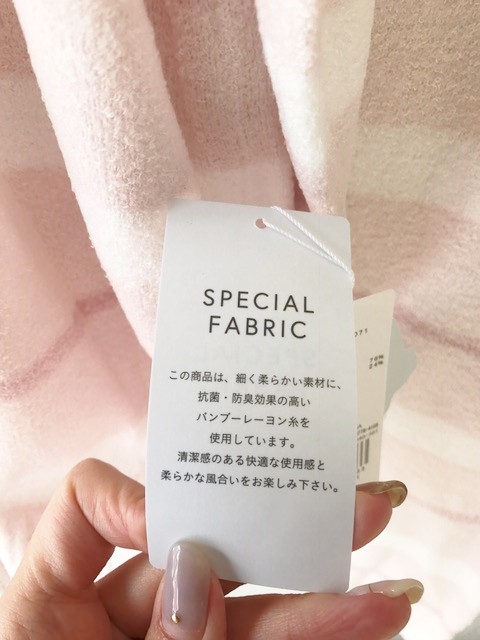 SPECIAL
FABRIC
この商品は、細く柔らかい素材に、
抗菌・防臭効果の高い
バンブーレーヨン糸を
使用しています。
清潔感のある快適な使用感と
柔らかな風合いをお楽しみ下さい。